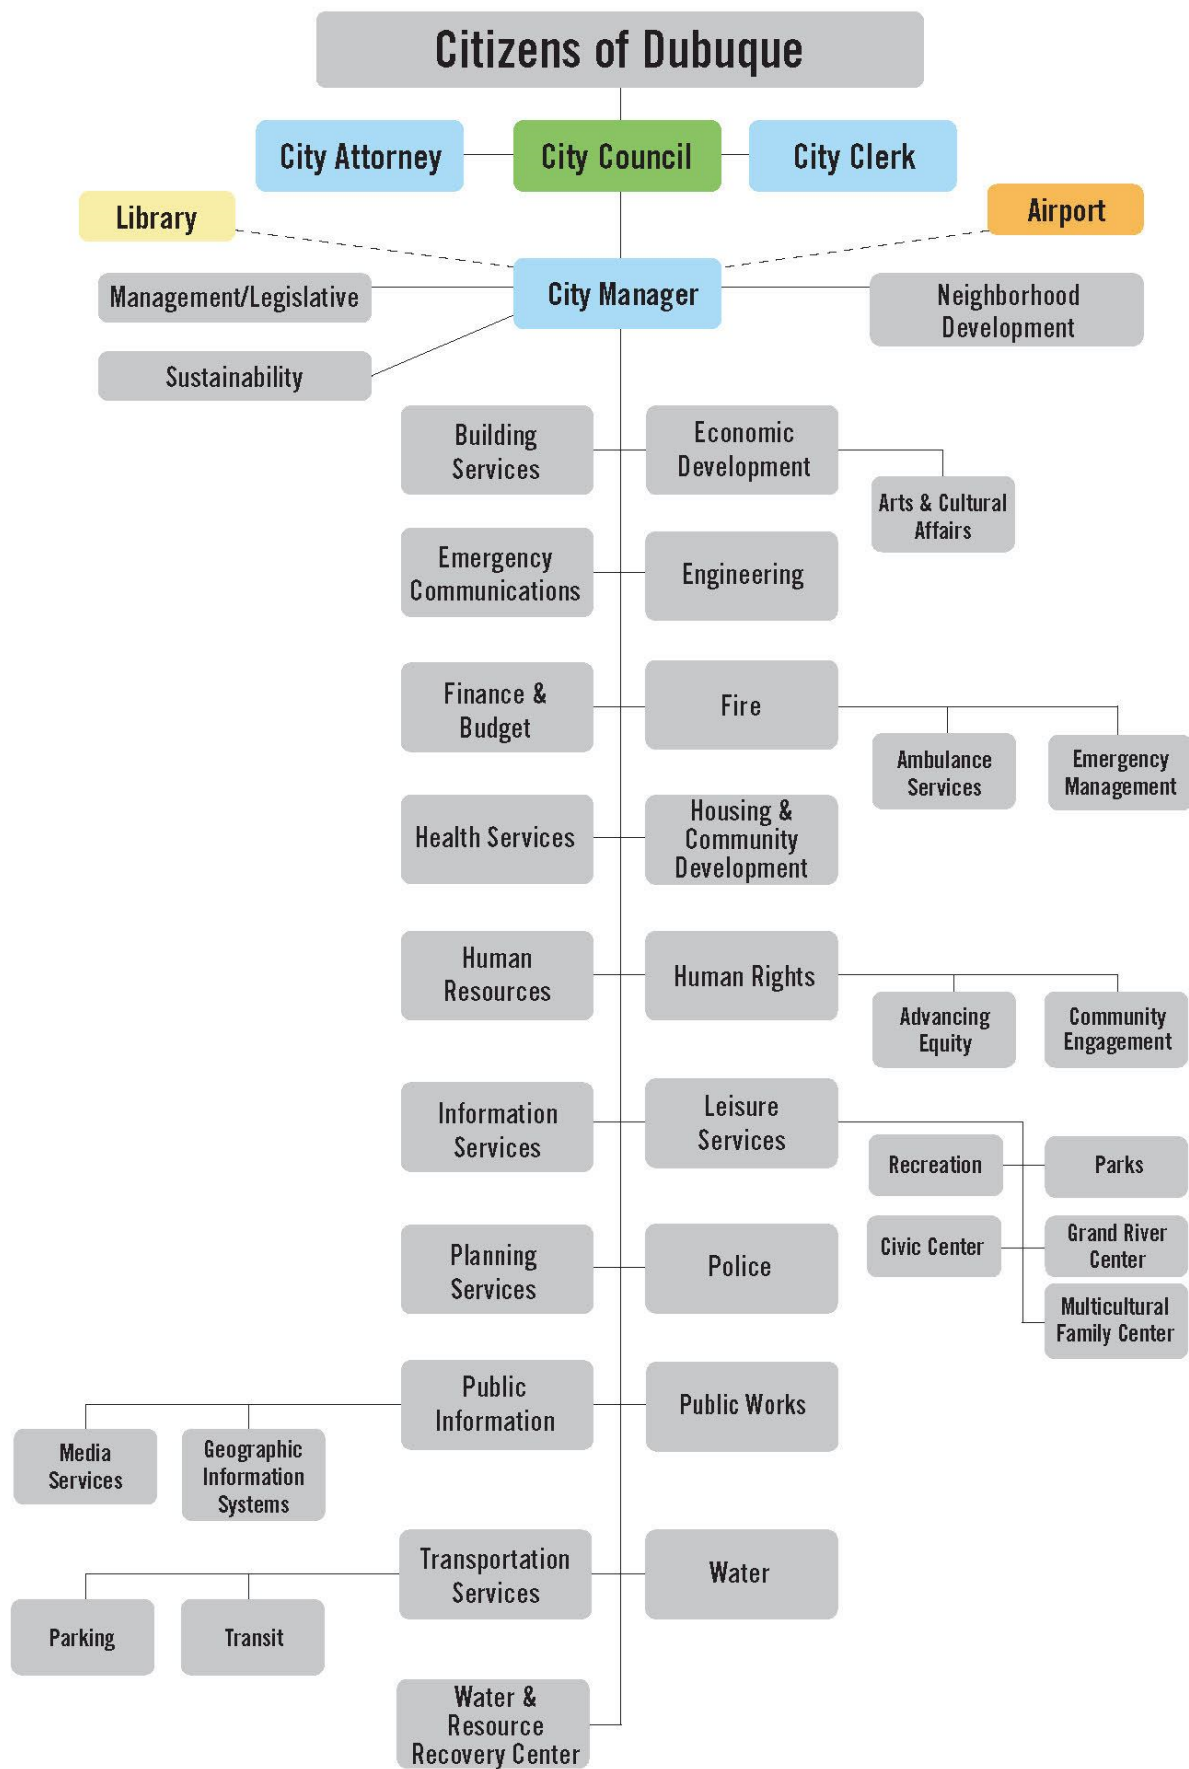 Citizens of Dubuque
City Attorney
City Council
City Clerk
Library
Airport
Management/Legislative
City Manager
Neighborhood
Development
Sustainability
Building
Services
Economic
Development
Arts & Cultural
Affairs
Emergency
Communications
Engineering
Finance &
Budget
Fire
Ambulance
Services
Emergency
Management
Health Services
Housing &
Community
Development
Human
Resources
Human Rights
Advancing
Equity
Community
Engagement
Information
Services
Leisure
Services
Recreation
Parks
Civic Center
Grand River
Center
Multicultural
Family Center
Planning
Services
Police
Public
Information
Public Works
Media
Services
Geographic
Information
Systems
Transportation
Services
Water
Parking
Transit
Water &
Resource
Recovery Center